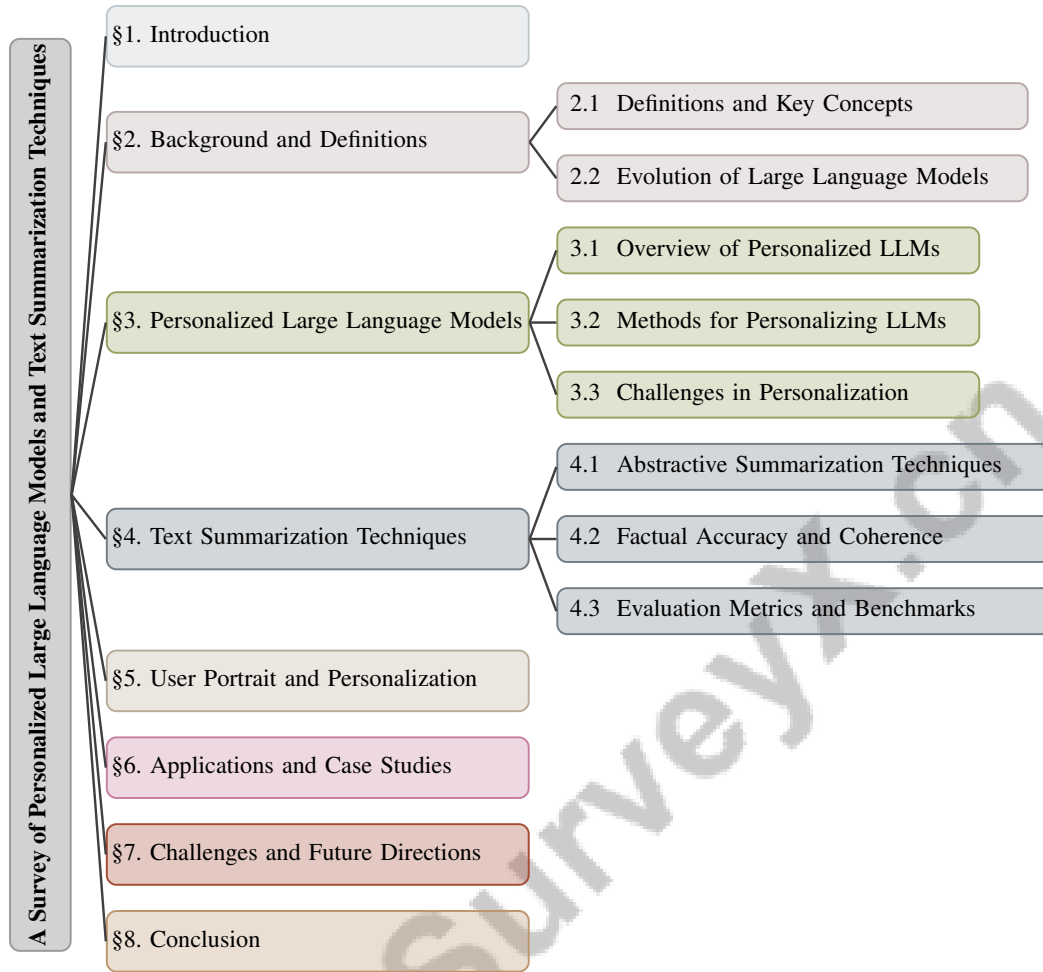 A Survey of Personalized Large Language Models and Text Summarization Techniques
§1. Introduction
§2. Background and Definitions
2.1 Definitions and Key Concepts
2.2 Evolution of Large Language Models
§3. Personalized Large Language Models
3.1 Overview of Personalized LLMs
3.2 Methods for Personalizing LLMs
3.3 Challenges in Personalization
§4. Text Summarization Techniques
4.1 Abstractive Summarization Techniques
4.2 Factual Accuracy and Coherence
4.3 Evaluation Metrics and Benchmarks
§5. User Portrait and Personalization
§6. Applications and Case Studies
§7. Challenges and Future Directions
§8. Conclusion
SurveyX.cn